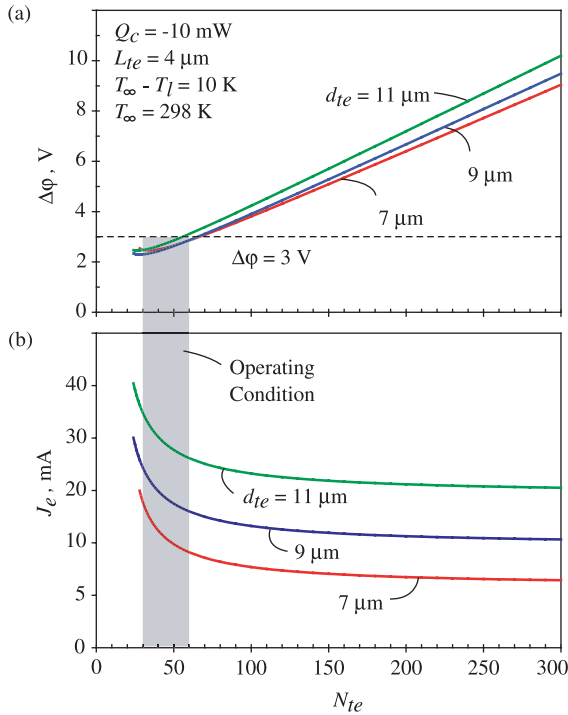 (a)
Q_c = -10 mW
L_te = 4 μm
T_∞ - T_l = 10 K
T_∞ = 298 K
d_te = 11 μm
9 μm
7 μm
Δφ = 3 V
Δφ , V
10
8
6
4
2
0
(b)
Operating
Condition
d_te = 11 μm
9 μm
7 μm
J_e, mA
40
30
20
10
5
0
0
50
100
150
200
250
300
N_te